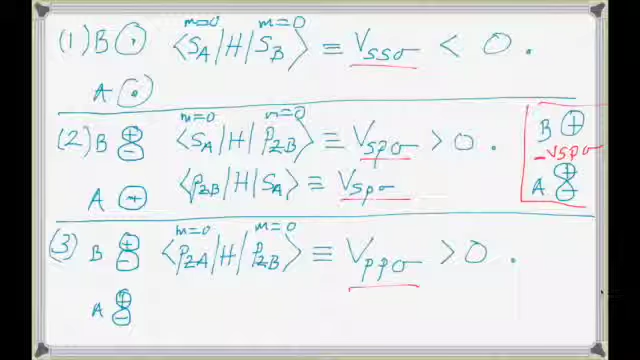 m=0 m=0
(1) B ⟨S_A|H|S_B⟩ ≡ V_ssσ < 0.
A
m=0 m=0
(2) B + − ⟨S_A|H|P_zB⟩ ≡ V_spσ > 0.
A + ⟨P_zB|H|S_A⟩ ≡ V_spσ
B +
−V_spσ
A + −
m=0 m=0
(3) B + − ⟨P_zA|H|P_zB⟩ ≡ V_ppσ > 0.
A + −